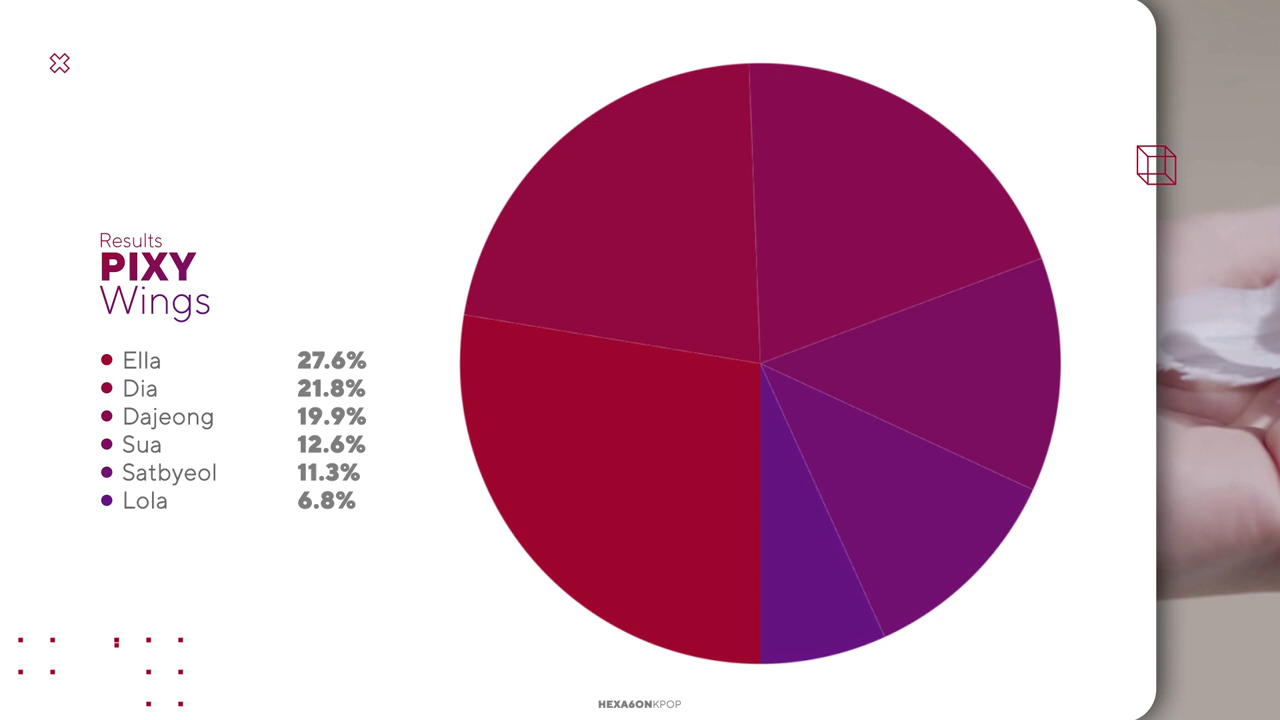 Results
PIXY
Wings
Ella 27.6%
Dia 21.8%
Dajeong 19.9%
Sua 12.6%
Satbyeol 11.3%
Lola 6.8%
HEXA6ONKPOP